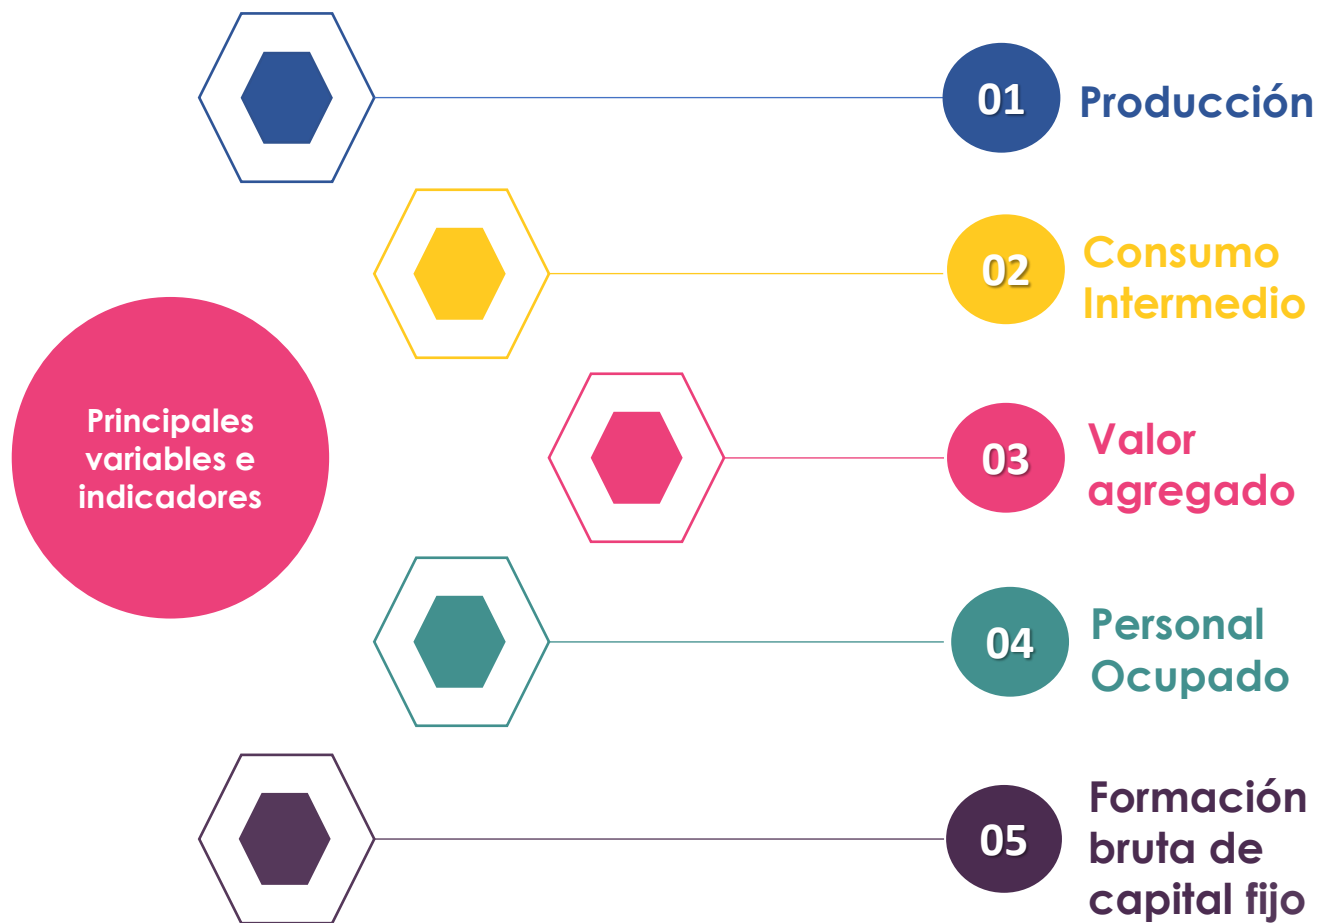 Principales
variables e
indicadores
01
Producción
02
Consumo
Intermedio
03
Valor
agregado
04
Personal
Ocupado
05
Formación
bruta de
capital fijo